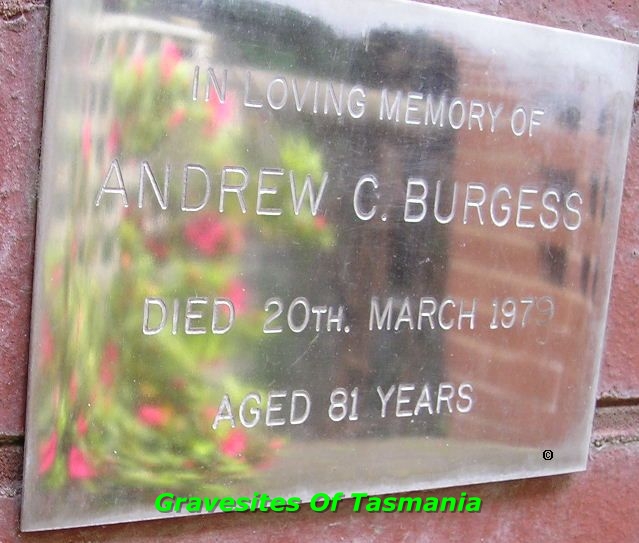 IN LOVING MEMORY OF
ANDREW C. BURGESS
DIED 20TH. MARCH 1979
AGED 81 YEARS
©
Gravesites Of Tasmania